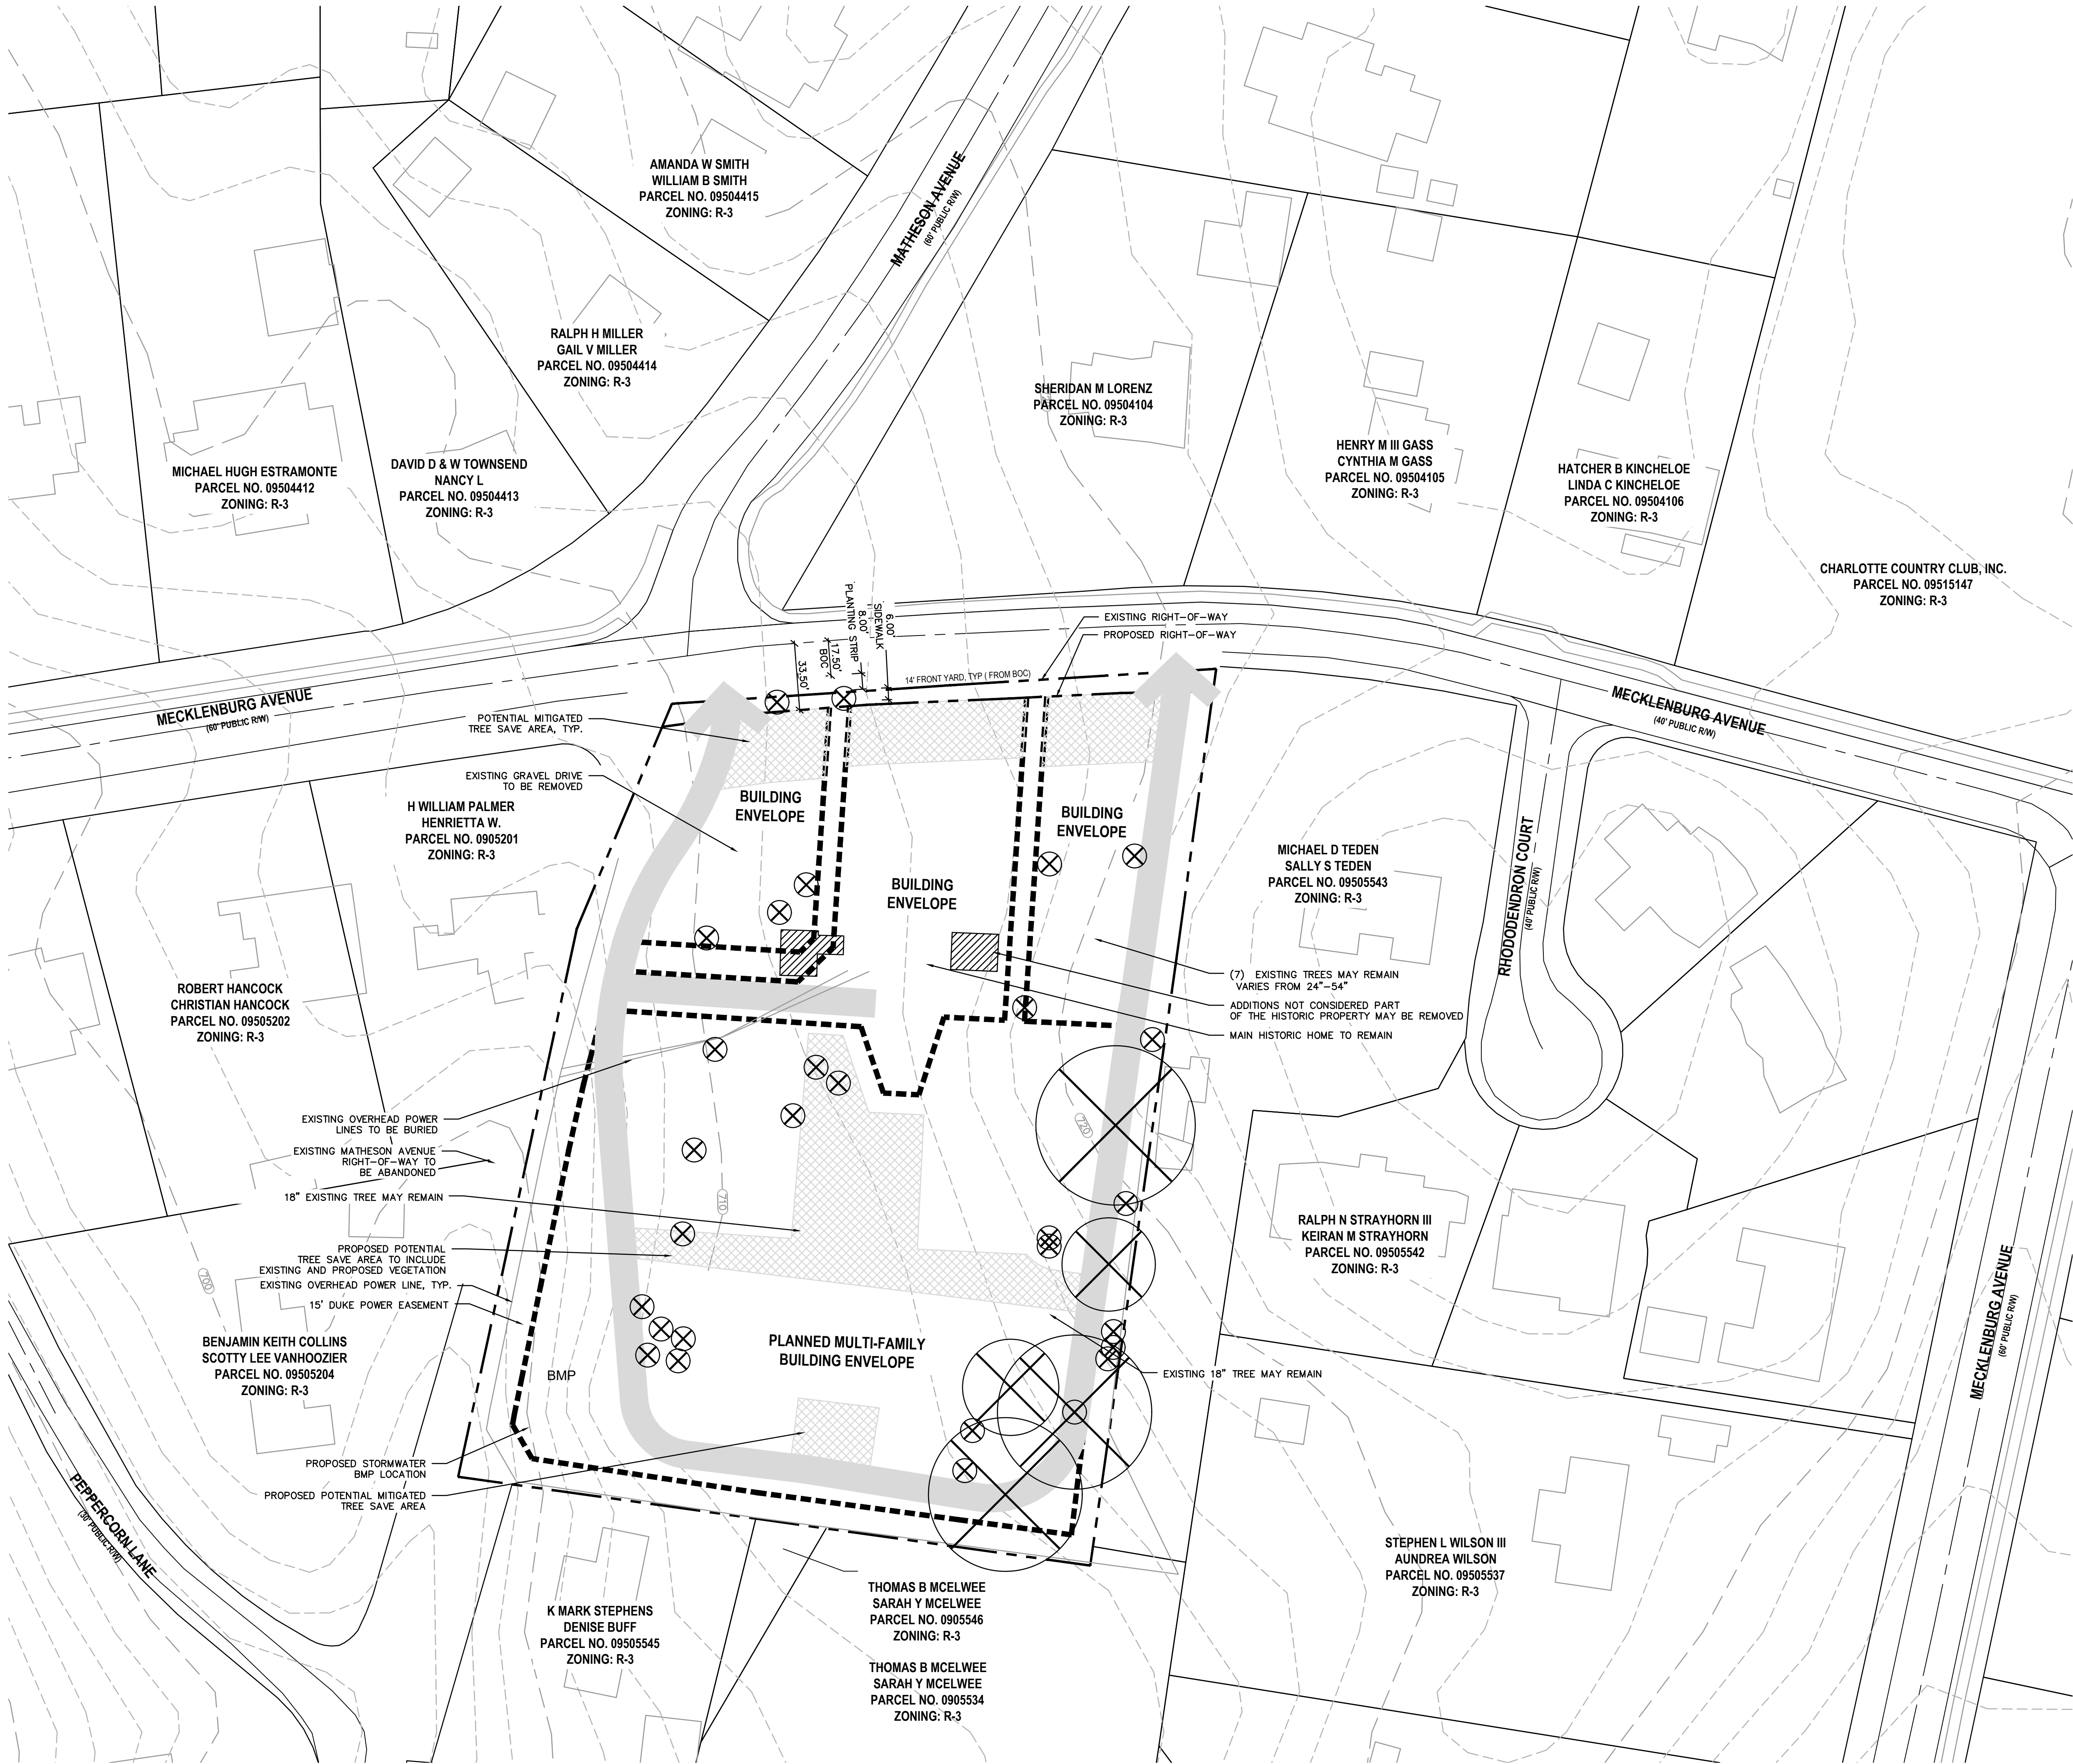 AMANDA W SMITH
WILLIAM B SMITH
PARCEL NO. 09504415
ZONING: R-3
MATHESON AVENUE
(60' PUBLIC R/W)
RALPH H MILLER
GAIL V MILLER
PARCEL NO. 09504414
ZONING: R-3
SHERIDAN M LORENZ
PARCEL NO. 09504104
ZONING: R-3
HENRY M III GASS
CYNTHIA M GASS
PARCEL NO. 09504105
ZONING: R-3
HATCHER B KINCHELOE
LINDA C KINCHELOE
PARCEL NO. 09504106
ZONING: R-3
MICHAEL HUGH ESTRAMONTE
PARCEL NO. 09504412
ZONING: R-3
DAVID D & W TOWNSEND
NANCY L
PARCEL NO. 09504413
ZONING: R-3
CHARLOTTE COUNTRY CLUB, INC.
PARCEL NO. 09515147
ZONING: R-3
6.00'
SIDEWALK
8.00'
PLANTING STRIP
17.50'
BOC
33.50'
EXISTING RIGHT-OF-WAY
PROPOSED RIGHT-OF-WAY
14' FRONT YARD, TYP ( FROM BOC)
MECKLENBURG AVENUE
(60' PUBLIC R/W)
MECKLENBURG AVENUE
(40' PUBLIC R/W)
POTENTIAL MITIGATED
TREE SAVE AREA, TYP.
EXISTING GRAVEL DRIVE
TO BE REMOVED
H WILLIAM PALMER
HENRIETTA W.
PARCEL NO. 0905201
ZONING: R-3
BUILDING
ENVELOPE
BUILDING
ENVELOPE
BUILDING
ENVELOPE
MICHAEL D TEDEN
SALLY S TEDEN
PARCEL NO. 09505543
ZONING: R-3
RHODODENDRON COURT
(40' PUBLIC R/W)
ROBERT HANCOCK
CHRISTIAN HANCOCK
PARCEL NO. 09505202
ZONING: R-3
(7) EXISTING TREES MAY REMAIN
VARIES FROM 24"-54"
ADDITIONS NOT CONSIDERED PART
OF THE HISTORIC PROPERTY MAY BE REMOVED
MAIN HISTORIC HOME TO REMAIN
EXISTING OVERHEAD POWER
LINES TO BE BURIED
EXISTING MATHESON AVENUE
RIGHT-OF-WAY TO
BE ABANDONED
18" EXISTING TREE MAY REMAIN
720
710
700
PROPOSED POTENTIAL
TREE SAVE AREA TO INCLUDE
EXISTING AND PROPOSED VEGETATION
EXISTING OVERHEAD POWER LINE, TYP.
15' DUKE POWER EASEMENT
RALPH N STRAYHORN III
KEIRAN M STRAYHORN
PARCEL NO. 09505542
ZONING: R-3
MECKLENBURG AVENUE
(60' PUBLIC R/W)
BENJAMIN KEITH COLLINS
SCOTTY LEE VANHOOZIER
PARCEL NO. 09505204
ZONING: R-3
PLANNED MULTI-FAMILY
BUILDING ENVELOPE
BMP
EXISTING 18" TREE MAY REMAIN
PROPOSED STORMWATER
BMP LOCATION
PROPOSED POTENTIAL MITIGATED
TREE SAVE AREA
PEPPERCORN LANE
(30' PUBLIC R/W)
STEPHEN L WILSON III
AUNDREA WILSON
PARCEL NO. 09505537
ZONING: R-3
K MARK STEPHENS
DENISE BUFF
PARCEL NO. 09505545
ZONING: R-3
THOMAS B MCELWEE
SARAH Y MCELWEE
PARCEL NO. 0905546
ZONING: R-3
THOMAS B MCELWEE
SARAH Y MCELWEE
PARCEL NO. 0905534
ZONING: R-3